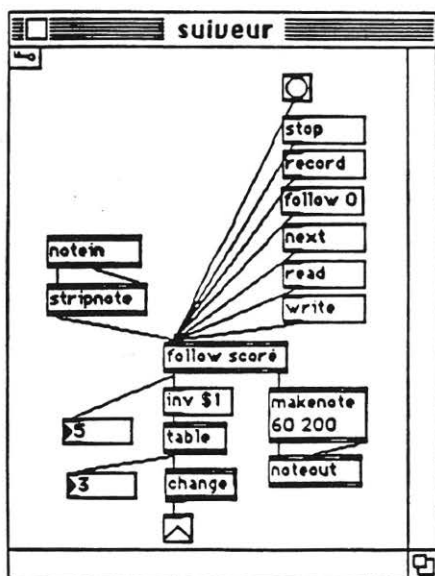 suiveur
stop
record
follow 0
next
read
write
notein
stripnote
follow score
inv $1
makenote
60 200
5
table
noteout
3
change